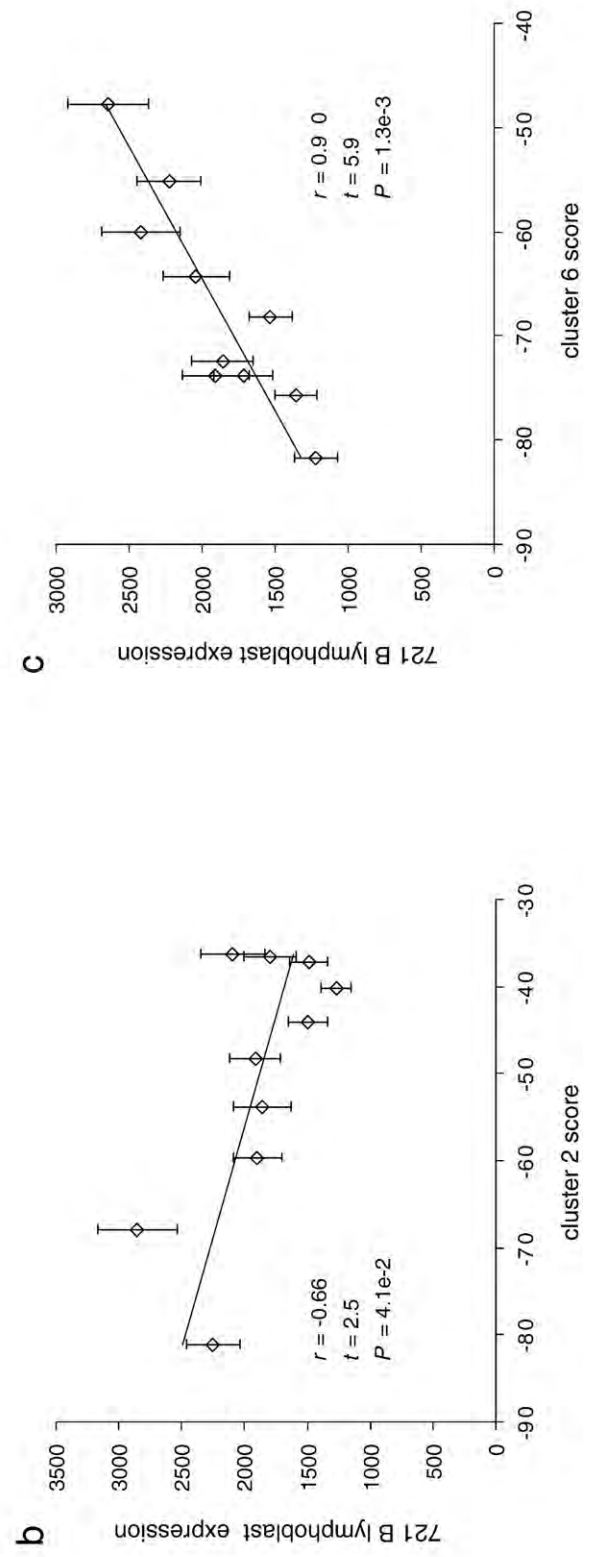 b
721 B lymphoblast expression
3000
2500
2000
1500
1000
500
0
r = -0.66
t = 2.5
P = 4.1e-2
-90
-80
-70
-60
-50
-40
-30
cluster 2 score
c
721 B lymphoblast expression
3000
2500
2000
1500
1000
500
0
r = 0.9 0
t = 5.9
P = 1.3e-3
-90
-80
-70
-60
-50
-40
cluster 6 score